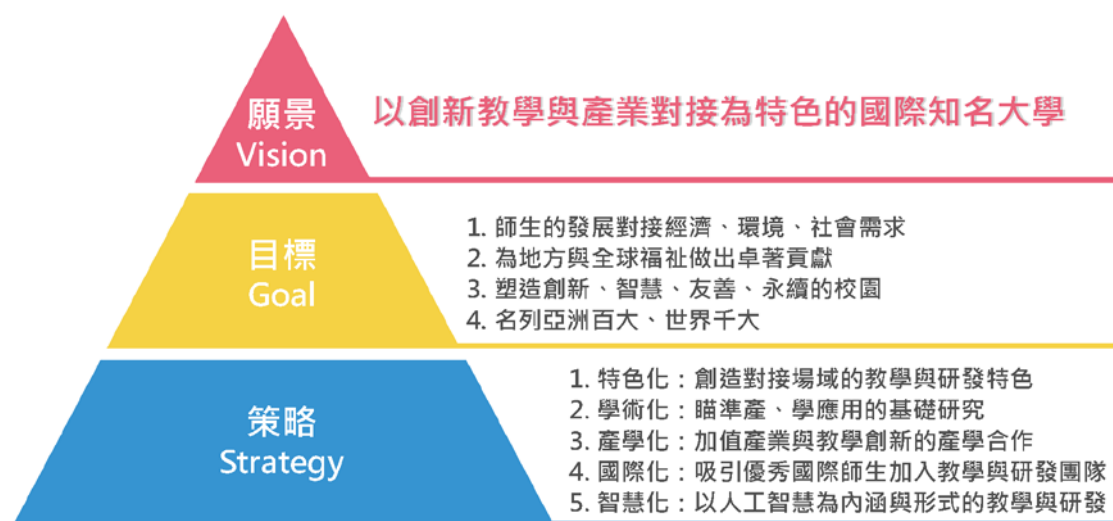 願景
Vision
以創新教學與產業對接為特色的國際知名大學
目標
Goal
1. 師生的發展對接經濟、環境、社會需求
2. 為地方與全球福祉做出卓著貢獻
3. 塑造創新、智慧、友善、永續的校園
4. 名列亞洲百大、世界千大
策略
Strategy
1. 特色化：創造對接場域的教學與研發特色
2. 學術化：瞄準產、學應用的基礎研究
3. 產學化：加值產業與教學創新的產學合作
4. 國際化：吸引優秀國際師生加入教學與研發團隊
5. 智慧化：以人工智慧為內涵與形式的教學與研發